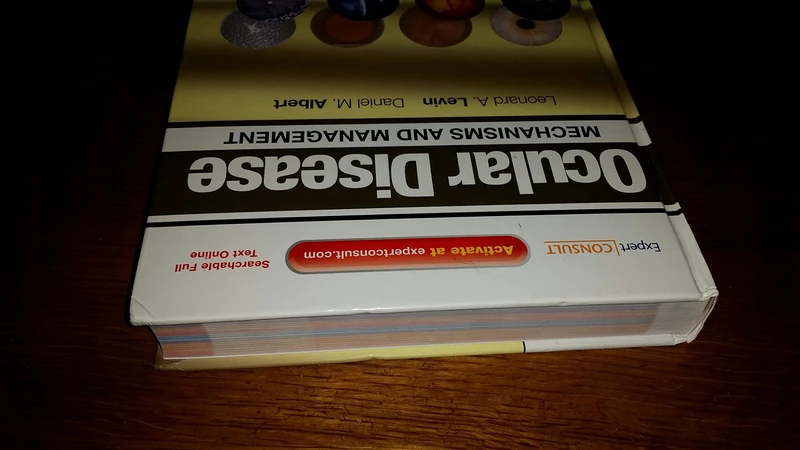 Expert CONSULT
Activate at expertconsult.com
Searchable Full
Text Online
Ocular Disease
MECHANISMS AND MANAGEMENT
Leonard A. Levin Daniel M. Albert